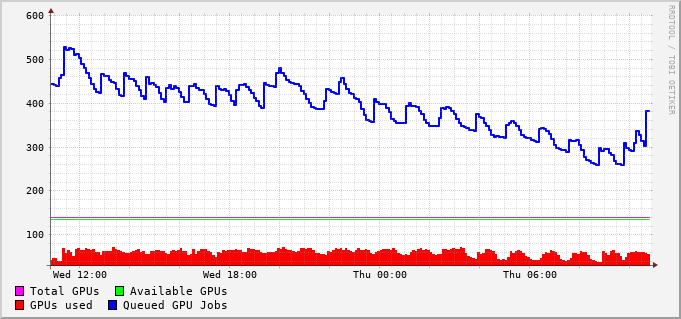 600
500
400
300
200
100
Wed 12:00 Wed 18:00 Thu 00:00 Thu 06:00
Total GPUs Available GPUs
GPUs used Queued GPU Jobs
RRDTOOL / TOBI OETIKER